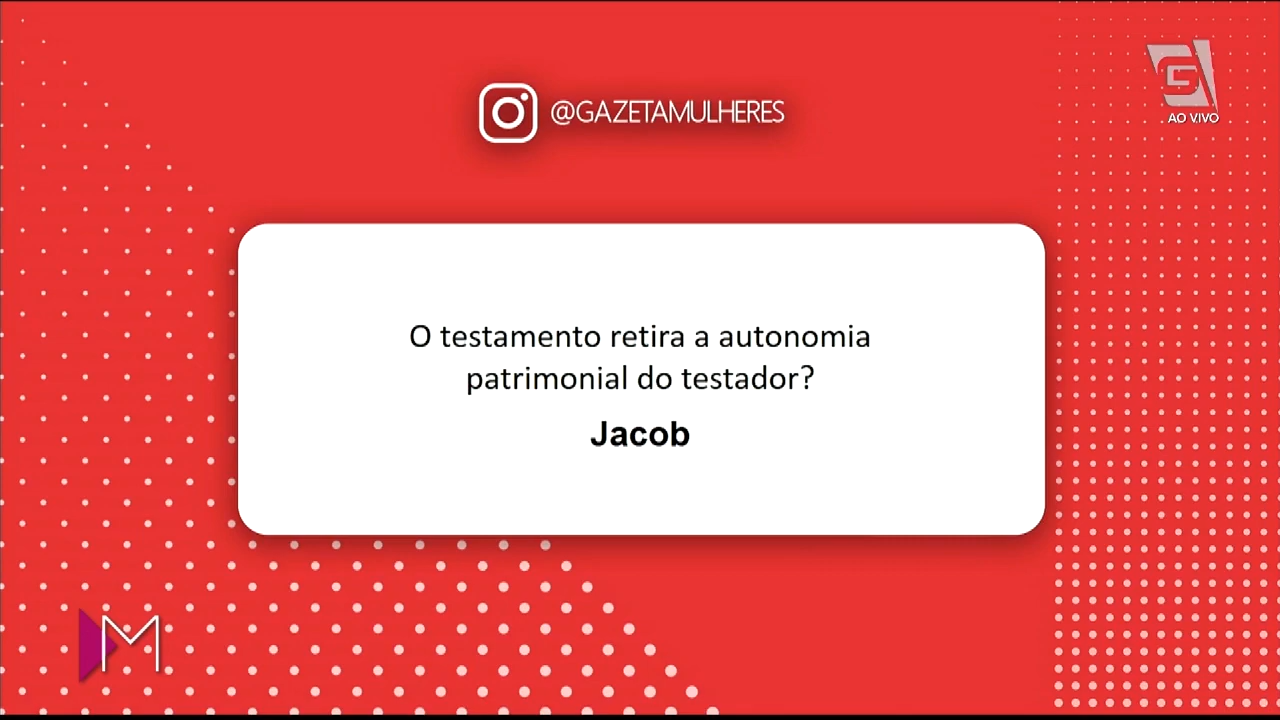 @GAZETAMULHERES
G
AO VIVO
O testamento retira a autonomia
patrimonial do testador?
Jacob
M